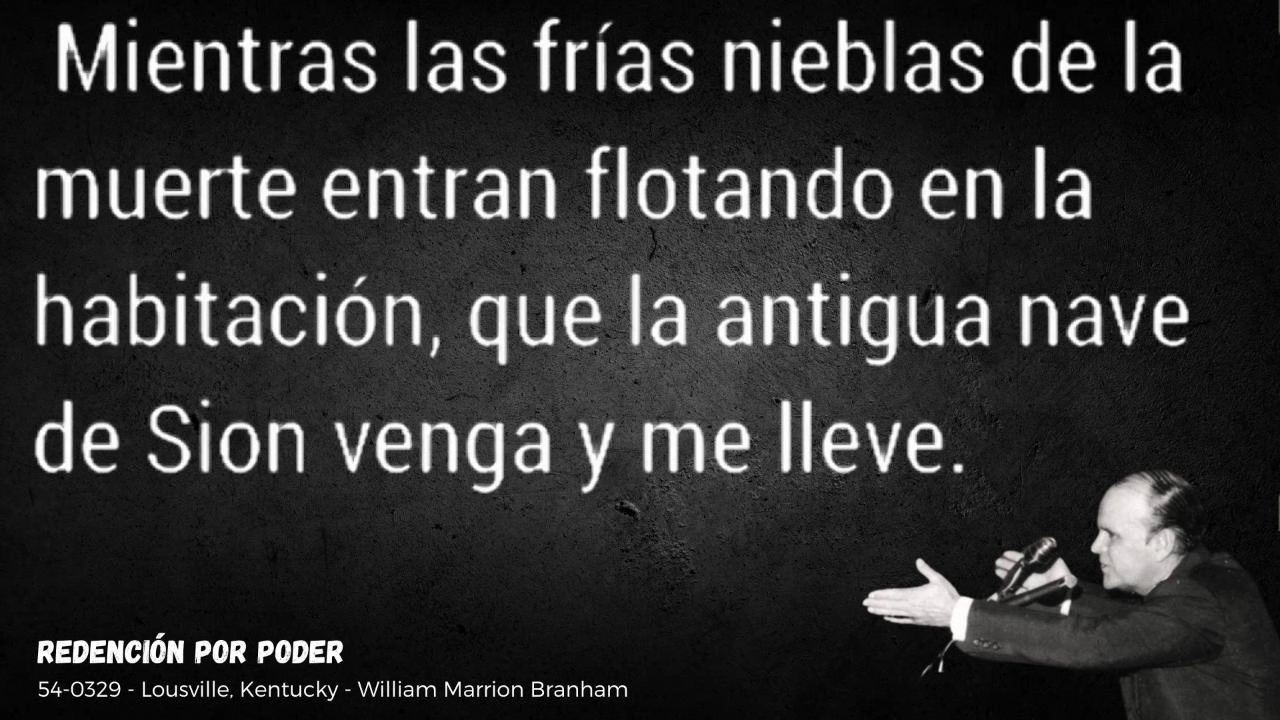 Mientras las frías nieblas de la
muerte entran flotando en la
habitación, que la antigua nave
de Sion venga y me lleve.
REDENCIÓN POR PODER
54-0329 - Lousville, Kentucky - William Marrion Branham